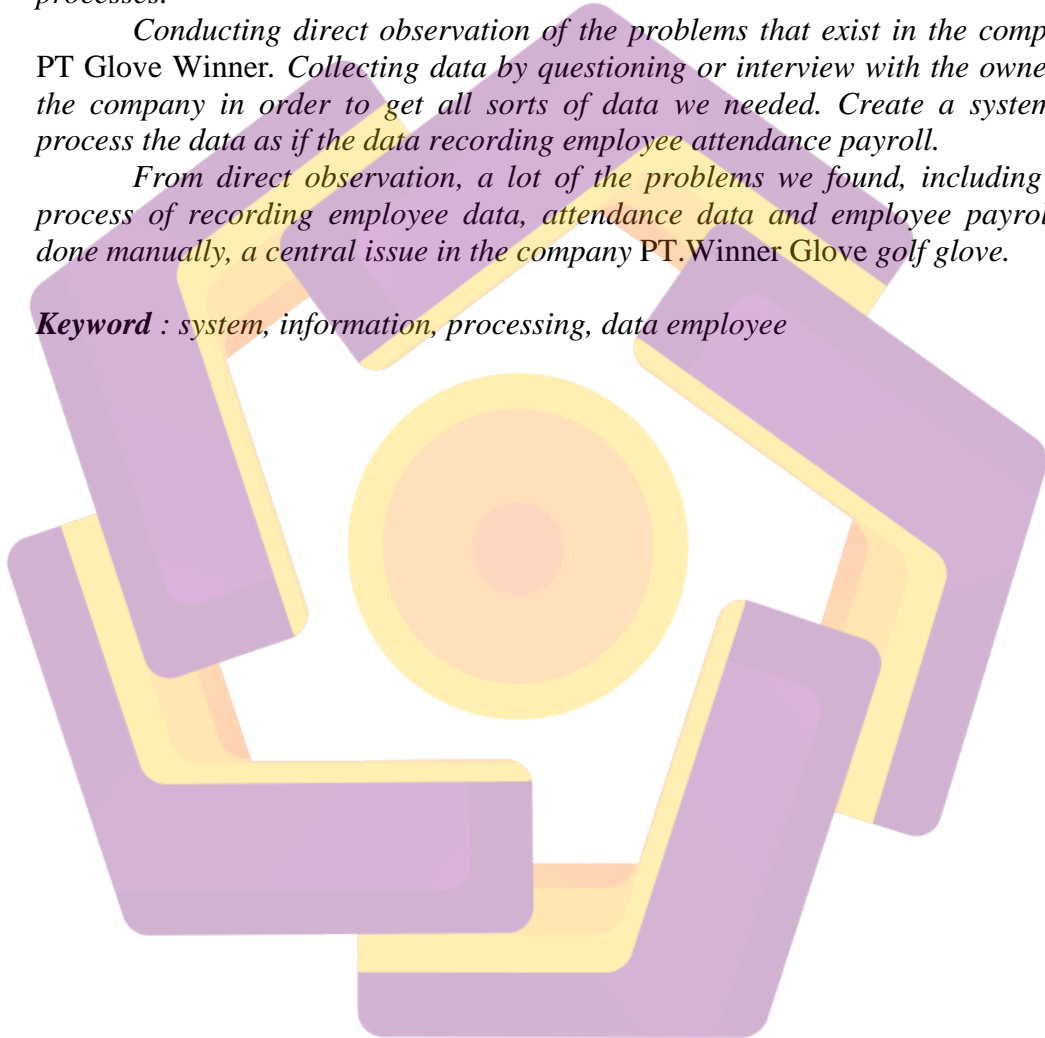 processes.
Conducting direct observation of the problems that exist in the comp
PT Glove Winner. Collecting data by questioning or interview with the owne
the company in order to get all sorts of data we needed. Create a system
process the data as if the data recording employee attendance payroll.
From direct observation, a lot of the problems we found, including
process of recording employee data, attendance data and employee payrol
done manually, a central issue in the company PT.Winner Glove golf glove.
Keyword : system, information, processing, data employee